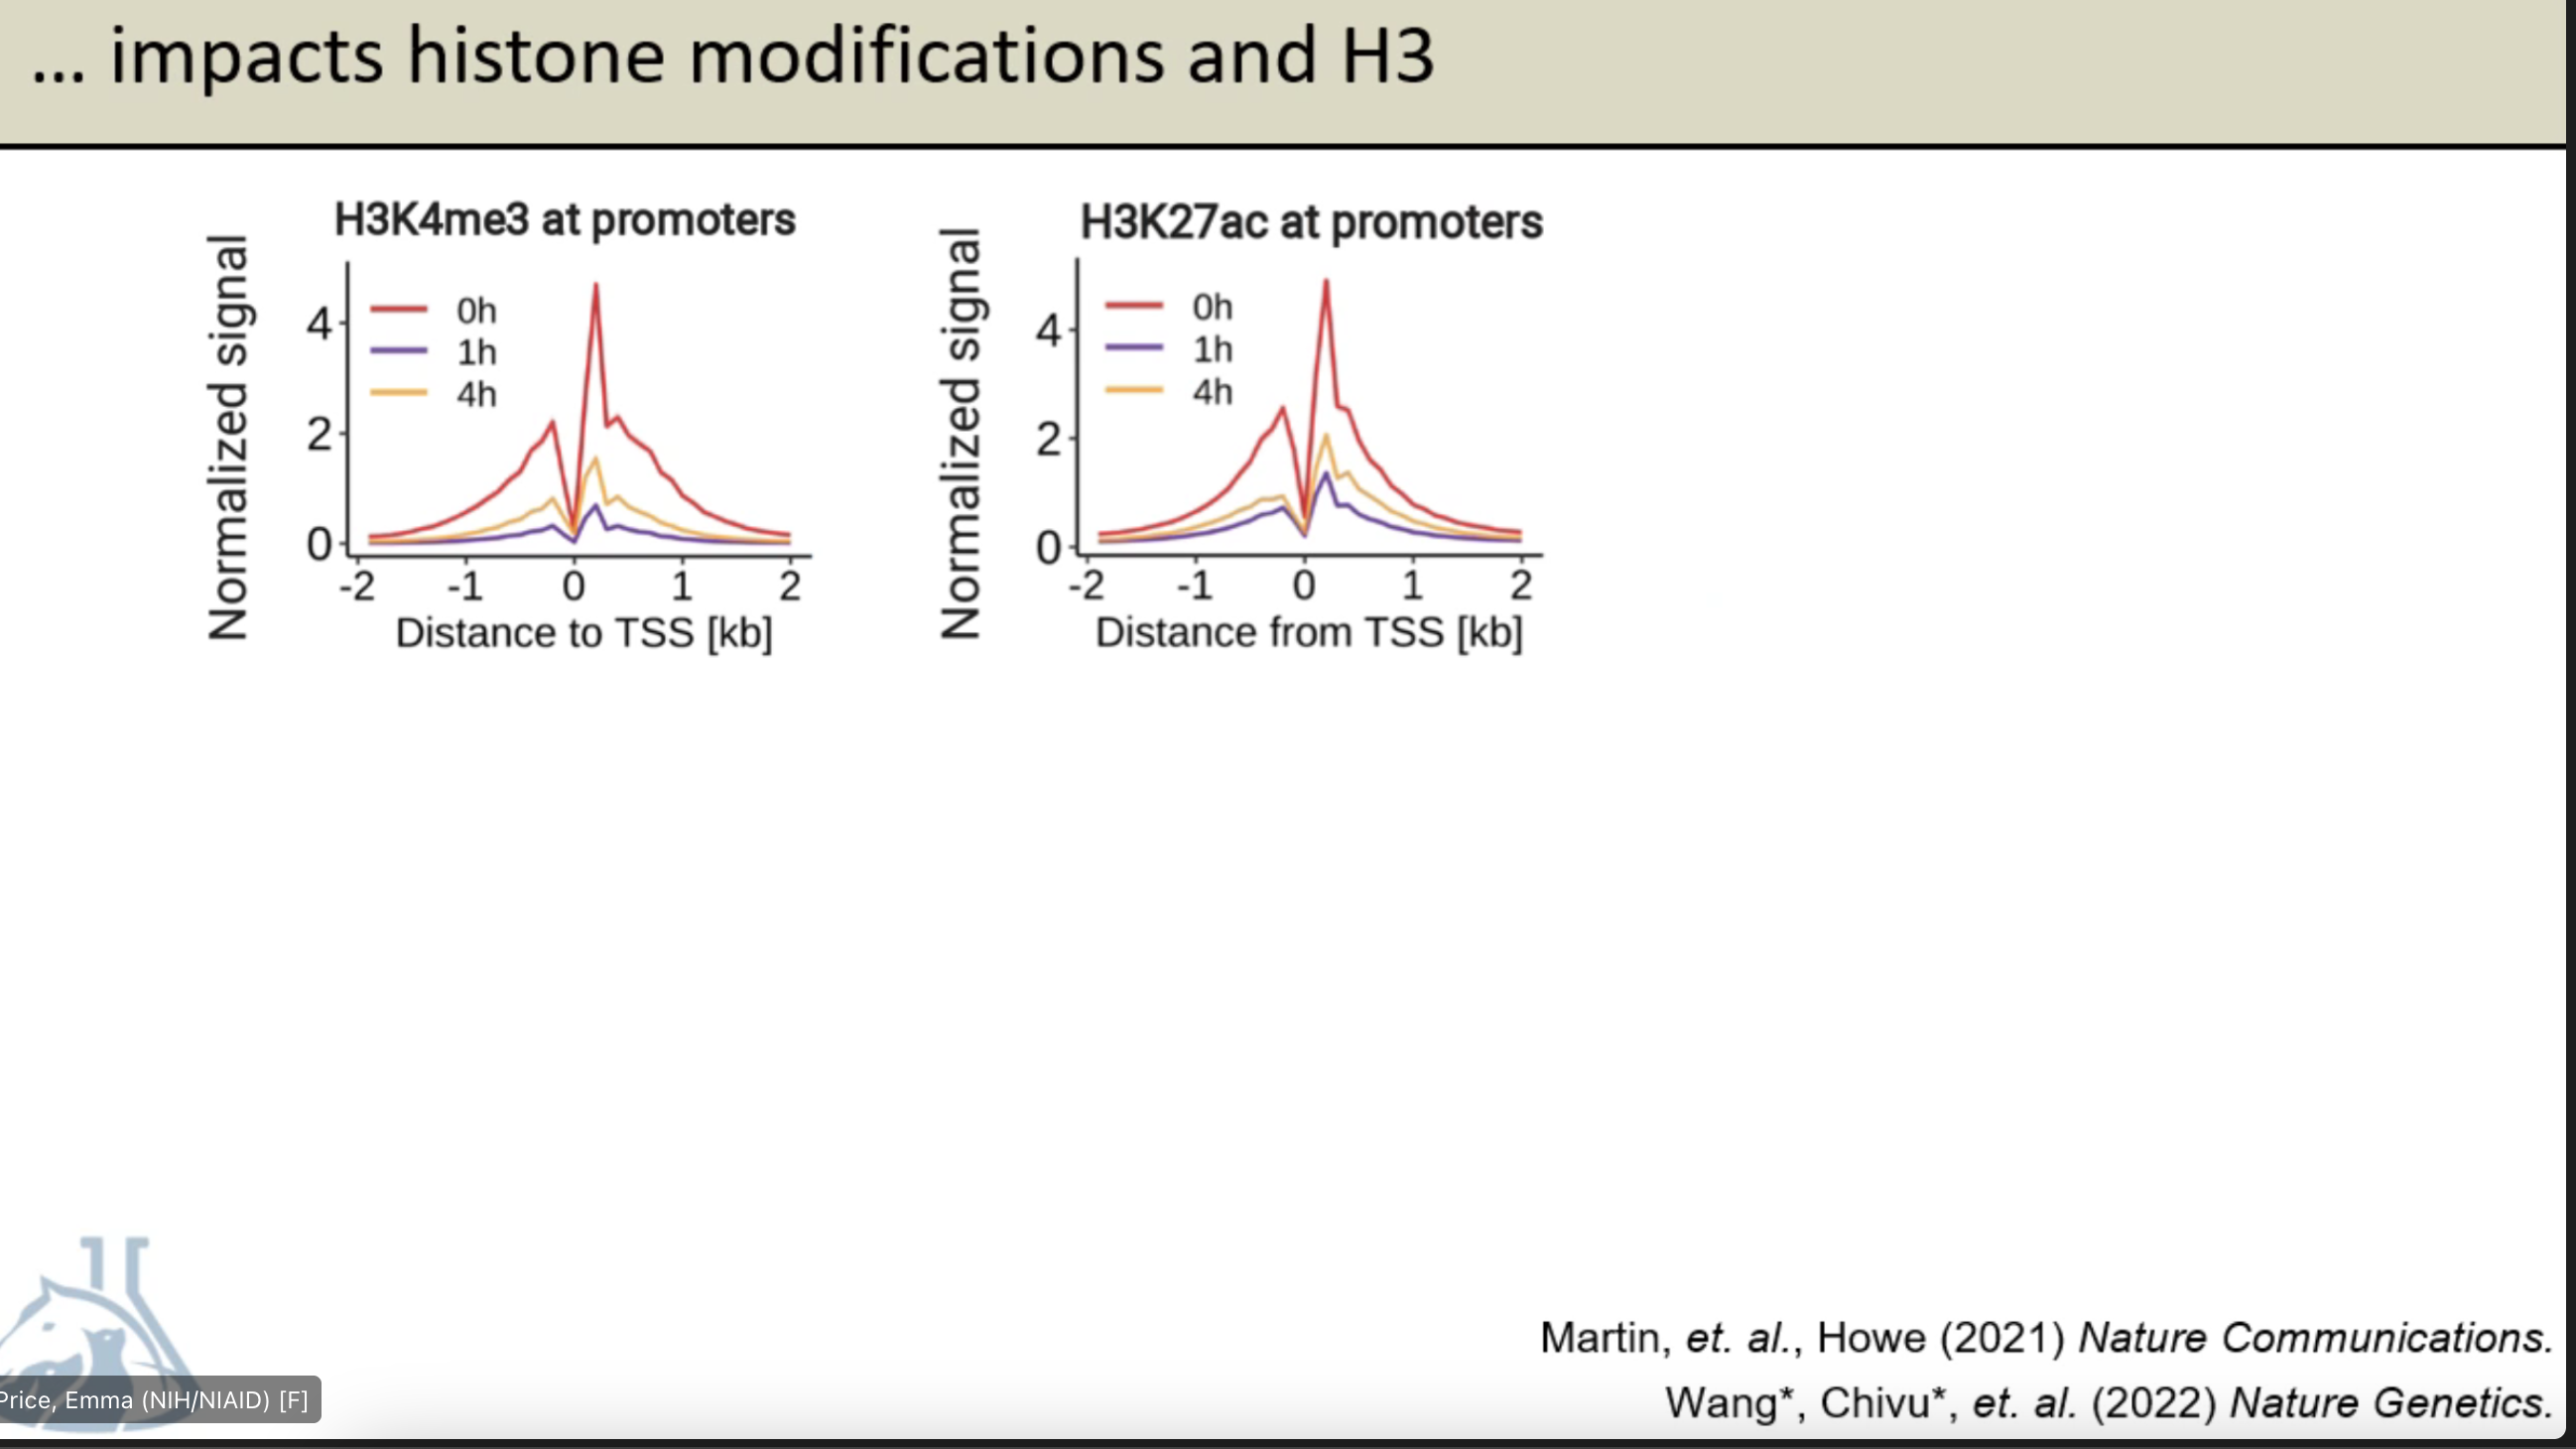 ... impacts histone modifications and H3
H3K4me3 at promoters
Normalized signal
4
2
0
0h
1h
4h
-2 -1 0 1 2
Distance to TSS [kb]
H3K27ac at promoters
Normalized signal
4
2
0
0h
1h
4h
-2 -1 0 1 2
Distance from TSS [kb]
Martin, et. al., Howe (2021) Nature Communications.
Wang*, Chivu*, et. al. (2022) Nature Genetics.
Price, Emma (NIH/NIAID) [F]